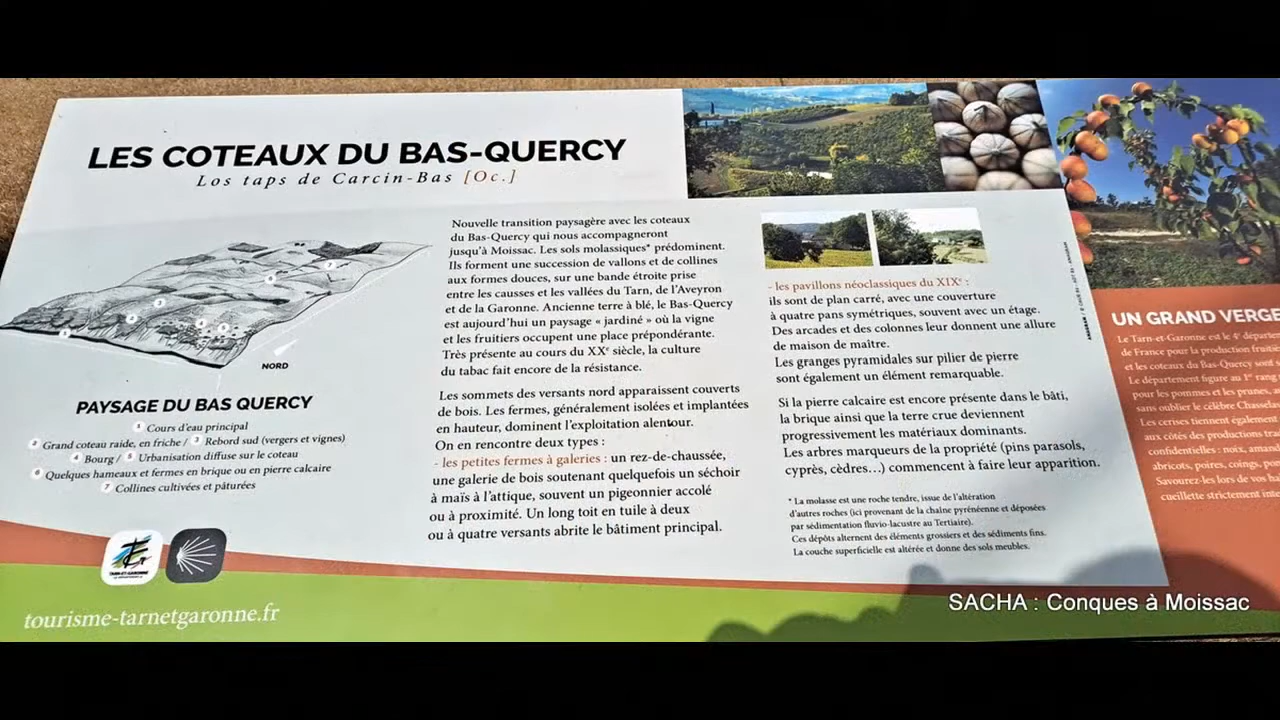 LES COTEAUX DU BAS-QUERCY
Los taps de Carcin-Bas [Oc.]
NORD
PAYSAGE DU BAS QUERCY
1 Cours d'eau principal
2 Grand coteau raide, en friche / 3 Rebord sud (vergers et vignes)
4 Bourg / 5 Urbanisation diffuse sur le coteau
6 Quelques hameaux et fermes en brique ou en pierre calcaire
7 Collines cultivées et pâturées
Nouvelle transition paysagère avec les coteaux
du Bas-Quercy qui nous accompagneront
jusqu'à Moissac. Les sols molassiques* prédominent.
Ils forment une succession de vallons et de collines
aux formes douces, sur une bande étroite prise
entre les causses et les vallées du Tarn, de l'Aveyron
et de la Garonne. Ancienne terre à blé, le Bas-Quercy
est aujourd'hui un paysage « jardiné » où la vigne
et les fruitiers occupent une place prépondérante.
Très présente au cours du XXe siècle, la culture
du tabac fait encore de la résistance.
Les sommets des versants nord apparaissent couverts
de bois. Les fermes, généralement isolées et implantées
en hauteur, dominent l'exploitation alentour.
On en rencontre deux types :
- les petites fermes à galeries : un rez-de-chaussée,
une galerie de bois soutenant quelquefois un séchoir
à maïs à l'attique, souvent un pigeonnier accolé
ou à proximité. Un long toit en tuile à deux
ou à quatre versants abrite le bâtiment principal.
- les pavillons néoclassiques du XIXe :
ils sont de plan carré, avec une couverture
à quatre pans symétriques, souvent avec un étage.
Des arcades et des colonnes leur donnent une allure
de maison de maître.
Les granges pyramidales sur pilier de pierre
sont également un élément remarquable.
Si la pierre calcaire est encore présente dans le bâti,
la brique ainsi que la terre crue deviennent
progressivement les matériaux dominants.
Les arbres marqueurs de la propriété (pins parasols,
cyprès, cèdres...) commencent à faire leur apparition.
* La molasse est une roche tendre, issue de l'altération
d'autres roches (ici provenant de la chaîne pyrénéenne et déposées
par sédimentation fluvio-lacustre au Tertiaire).
Ces dépôts alternent des éléments grossiers et des sédiments fins.
La couche superficielle est altérée et donne des sols meubles.
UN GRAND VERGE
Le Tarn-et-Garonne est le 4e départem
de France pour la production fruitiè
et les coteaux du Bas-Quercy sont
Le département figure au 1er rang
pour les pommes et les prunes,
sans oublier le célèbre Chasselas
Les cerises tiennent également
aux côtés des productions
confidentielles : noix, amand
abricots, poires, coings,
Savourez-les lors de vos
cueillette strictement
TARN-ET-GARONNE
tourisme-tarnetgaronne.fr
SACHA : Conques à Moissac